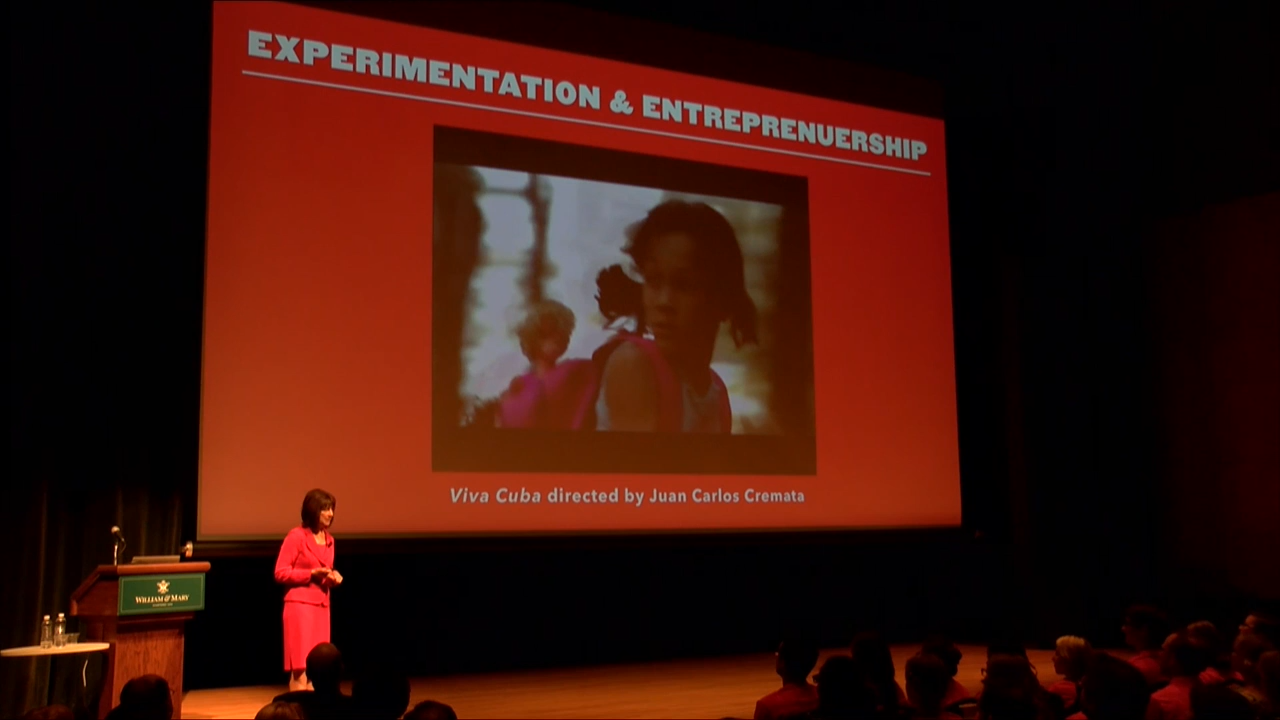 EXPERIMENTATION & ENTREPRENUERSHIP
Viva Cuba directed by Juan Carlos Cremata
WILLIAM & MARY